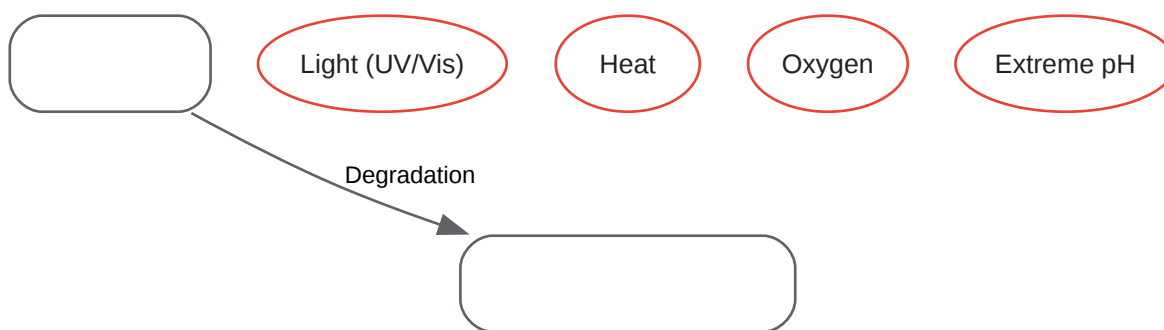 Light (UV/Vis)
Heat
Oxygen
Extreme pH
Degradation